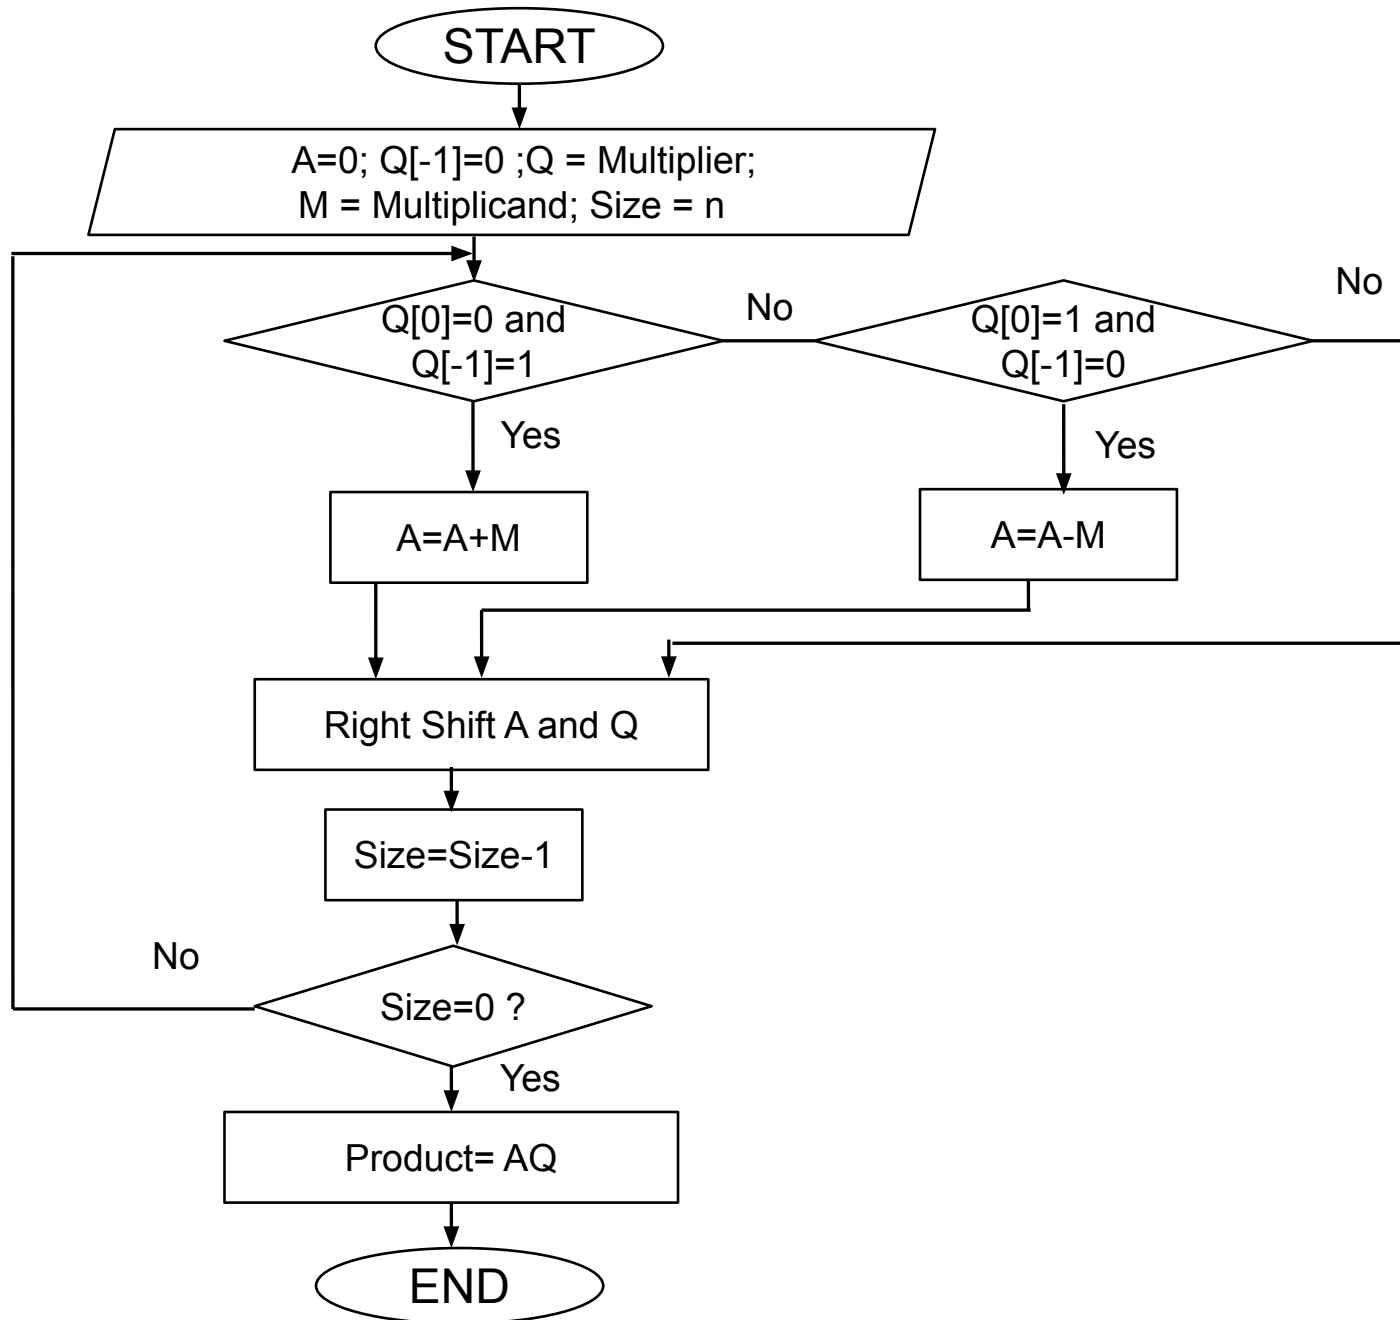 START
A=0; Q[-1]=0 ;Q = Multiplier;
M = Multiplicand; Size = n
Q[0]=0 and
Q[-1]=1
No
Q[0]=1 and
Q[-1]=0
No
Yes
Yes
A=A+M
A=A-M
Right Shift A and Q
Size=Size-1
No
Size=0 ?
Yes
Product= AQ
END